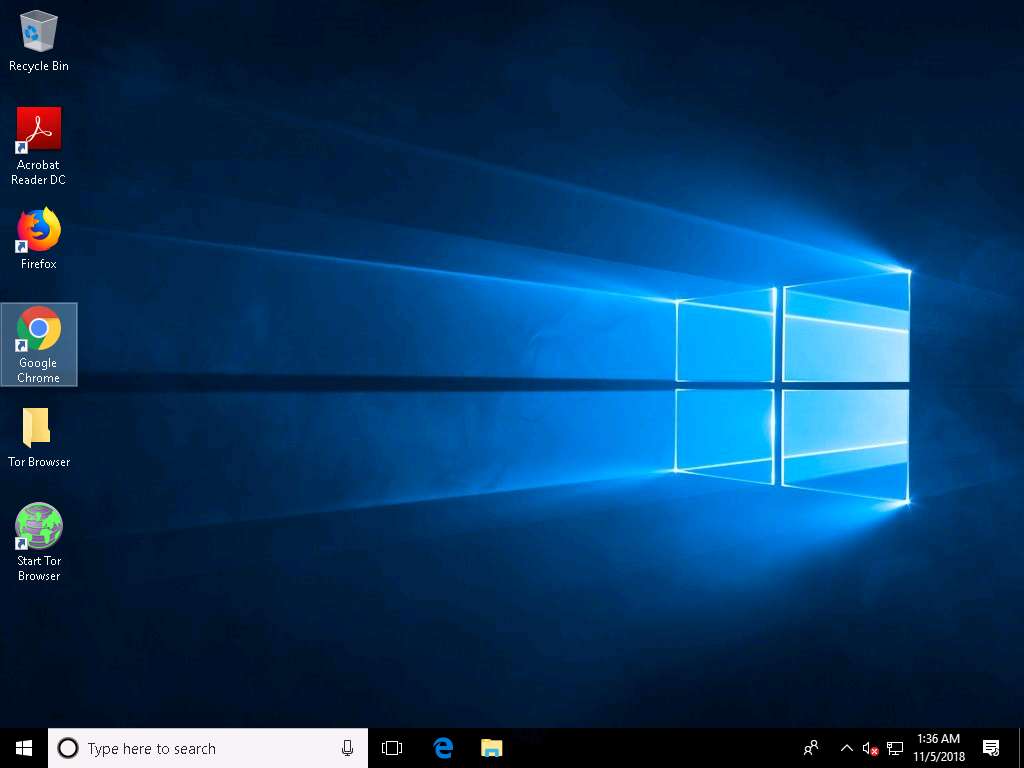 Recycle Bin
Acrobat
Reader DC
Firefox
Google
Chrome
Tor Browser
Start Tor
Browser
Type here to search
1:36 AM
11/5/2018